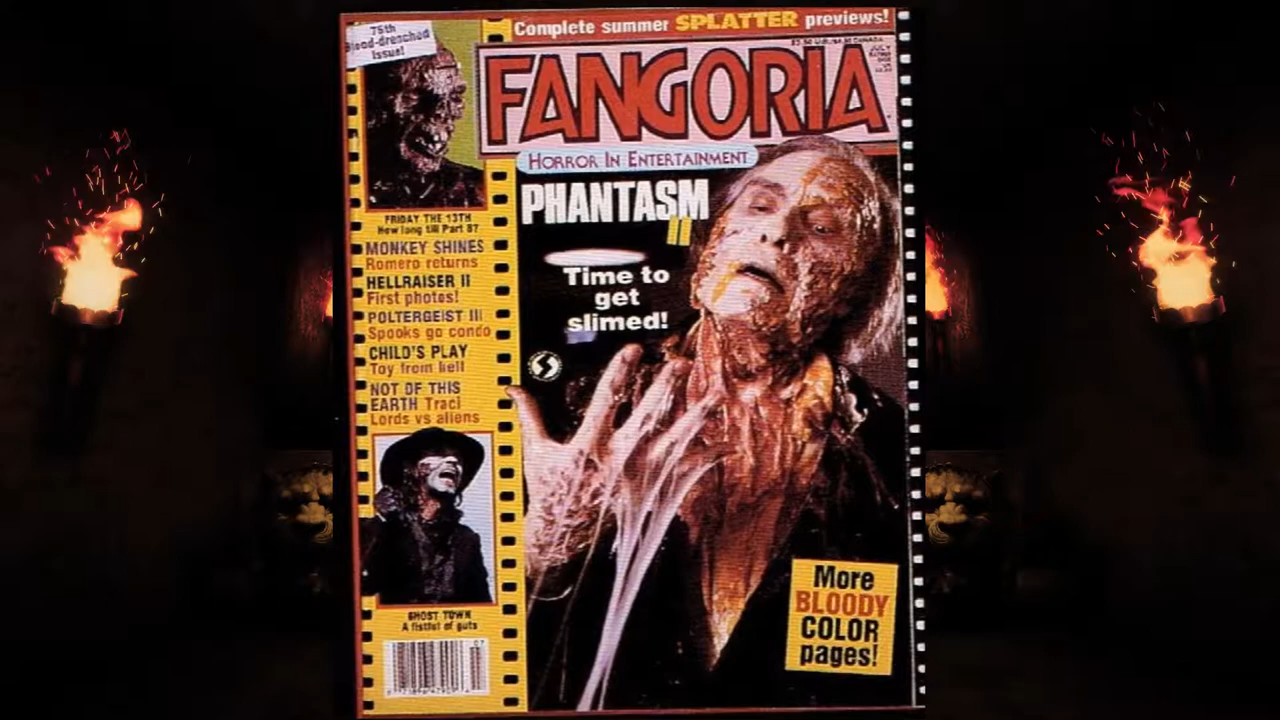 Complete summer SPLATTER previews!
75th
Blood-drenched
Issue!
FANGORIA
JULY
HORROR IN ENTERTAINMENT
PHANTASM
II
Time to
get
slimed!
FRIDAY THE 13TH
How long till Part 8?
MONKEY SHINES
Romero returns
HELLRAISER II
First photos!
POLTERGEIST III
Spooks go condo
CHILD'S PLAY
Toy from hell
NOT OF THIS
EARTH Traci
Lords vs aliens
GHOST TOWN
A fistful of guts
07
More
BLOODY
COLOR
pages!